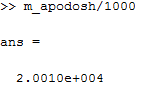 >> m_apodosh/1000
ans =
2.0010e+004